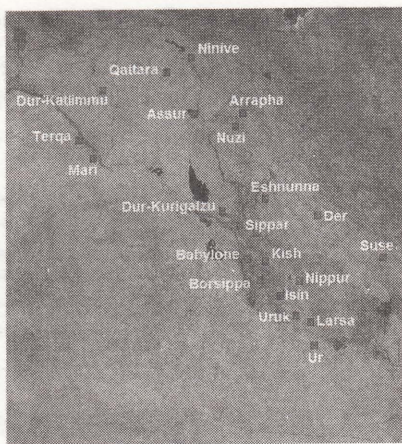 Ninive
Qattara
Dur-Katlimmu
Assur
Arrapha
Terqa
Nuzi
Mari
Eshnunna
Dur-Kurigalzu
Der
Sippar
Suse
Babylone
Kish
Borsippa
Nippur
Isin
Uruk
Larsa
Ur